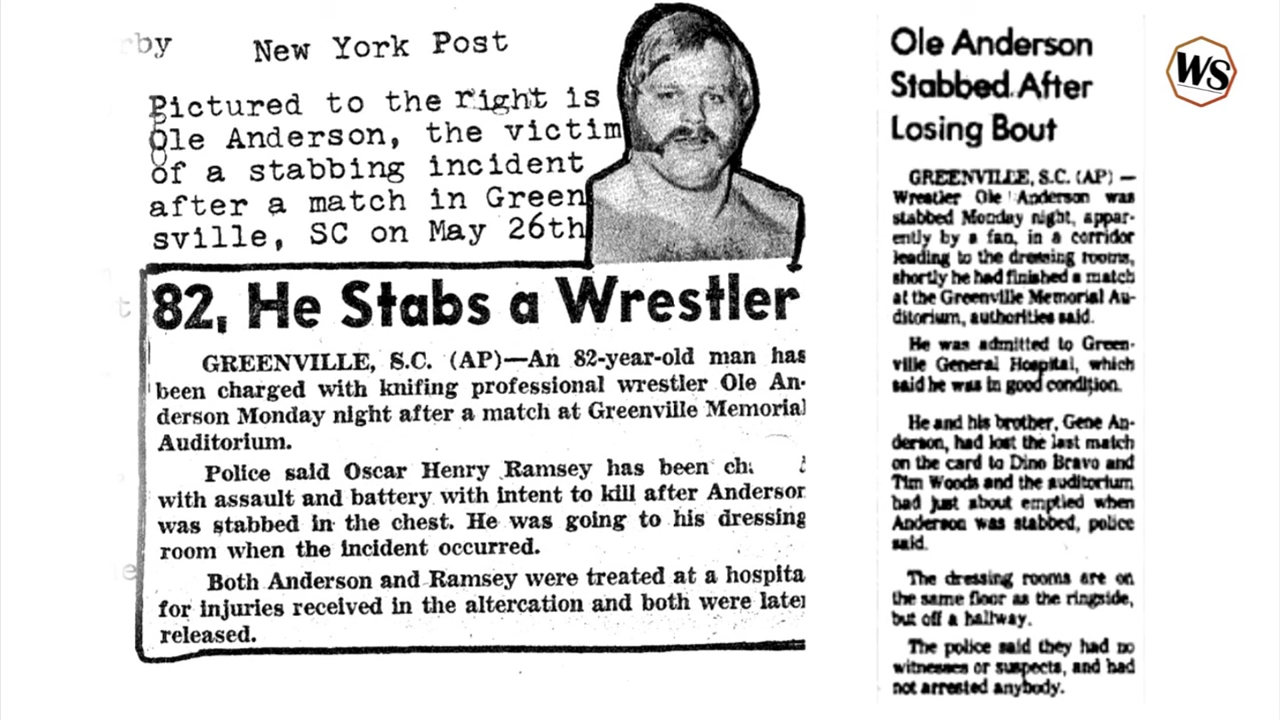 rby New York Post
Pictured to the right is
Ole Anderson, the victim
of a stabbing incident
after a match in Green
sville, SC on May 26th
82, He Stabs a Wrestler
GREENVILLE, S.C. (AP)—An 82-year-old man has
been charged with knifing professional wrestler Ole An-
derson Monday night after a match at Greenville Memorial
Auditorium.
Police said Oscar Henry Ramsey has been ch
with assault and battery with intent to kill after Anderson
was stabbed in the chest. He was going to his dressing
room when the incident occurred.
Both Anderson and Ramsey were treated at a hospita
for injuries received in the altercation and both were later
released.
Ole Anderson
Stabbed After
Losing Bout
GREENVILLE, S.C. (AP) —
Wrestler Ole Anderson was
stabbed Monday night, appar-
ently by a fan, in a corridor
leading to the dressing rooms,
shortly he had finished a match
at the Greenville Memorial Au-
ditorium, authorities said.
He was admitted to Green-
ville General Hospital, which
said he was in good condition.
He and his brother, Gene An-
derson, had lost the last match
on the card to Dino Bravo and
Tim Woods and the auditorium
had just about emptied when
Anderson was stabbed, police
said.
The dressing rooms are on
the same floor as the ringside,
but off a hallway.
The police said they had no
witnesses or suspects, and had
not arrested anybody.
WS